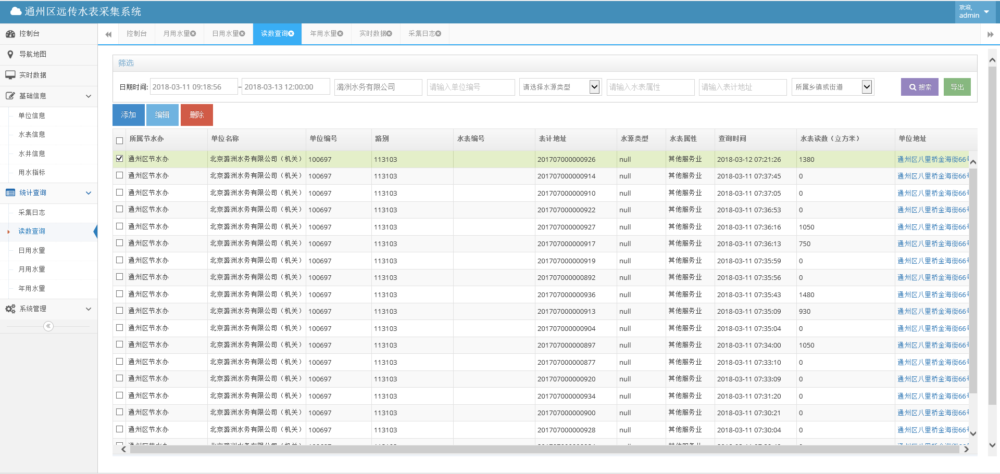 通州区远传水表采集系统
欢迎,
admin
控制台
导航地图
实时数据
基础信息
单位信息
水表信息
水井信息
用水指标
统计查询
采集日志
读数查询
日用水量
月用水量
年用水量
系统管理
控制台 月用水量 日用水量 读数查询 年用水量 实时数据 采集日志
筛选
日期时间: 2018-03-11 09:18:56 – 2018-03-13 12:00:00 潞洲水务有限公司 请输入单位编号 请选择水源类型 请输入水表属性 请输入表计地址 所属乡镇或街道 搜索 导出
添加 编辑 删除
所属节水办 单位名称 单位编号 路别 水表编号 表计地址 水源类型 水表属性 查询时间 水表读数（立方米） 单位地址
通州区节水办 北京潞洲水务有限公司（机关） 100697 113103 201707000000926 null 其他服务业 2018-03-12 07:21:26 1380 通州区八里桥金海街66
通州区节水办 北京潞洲水务有限公司（机关） 100697 113103 201707000000914 null 其他服务业 2018-03-11 07:37:45 0 通州区八里桥金海街66
通州区节水办 北京潞洲水务有限公司（机关） 100697 113103 201707000000910 null 其他服务业 2018-03-11 07:37:05 0 通州区八里桥金海街66
通州区节水办 北京潞洲水务有限公司（机关） 100697 113103 201707000000922 null 其他服务业 2018-03-11 07:36:53 0 通州区八里桥金海街66
通州区节水办 北京潞洲水务有限公司（机关） 100697 113103 201707000000927 null 其他服务业 2018-03-11 07:36:16 1050 通州区八里桥金海街66
通州区节水办 北京潞洲水务有限公司（机关） 100697 113103 201707000000917 null 其他服务业 2018-03-11 07:36:13 750 通州区八里桥金海街66
通州区节水办 北京潞洲水务有限公司（机关） 100697 113103 201707000000919 null 其他服务业 2018-03-11 07:35:59 0 通州区八里桥金海街66
通州区节水办 北京潞洲水务有限公司（机关） 100697 113103 201707000000892 null 其他服务业 2018-03-11 07:35:56 0 通州区八里桥金海街66
通州区节水办 北京潞洲水务有限公司（机关） 100697 113103 201707000000936 null 其他服务业 2018-03-11 07:35:43 1480 通州区八里桥金海街66
通州区节水办 北京潞洲水务有限公司（机关） 100697 113103 201707000000913 null 其他服务业 2018-03-11 07:35:09 930 通州区八里桥金海街66
通州区节水办 北京潞洲水务有限公司（机关） 100697 113103 201707000000904 null 其他服务业 2018-03-11 07:35:04 0 通州区八里桥金海街66
通州区节水办 北京潞洲水务有限公司（机关） 100697 113103 201707000000897 null 其他服务业 2018-03-11 07:34:00 1050 通州区八里桥金海街66
通州区节水办 北京潞洲水务有限公司（机关） 100697 113103 201707000000877 null 其他服务业 2018-03-11 07:33:10 0 通州区八里桥金海街66
通州区节水办 北京潞洲水务有限公司（机关） 100697 113103 201707000000920 null 其他服务业 2018-03-11 07:33:09 0 通州区八里桥金海街66
通州区节水办 北京潞洲水务有限公司（机关） 100697 113103 201707000000934 null 其他服务业 2018-03-11 07:31:20 0 通州区八里桥金海街66
通州区节水办 北京潞洲水务有限公司（机关） 100697 113103 201707000000900 null 其他服务业 2018-03-11 07:30:21 0 通州区八里桥金海街66
通州区节水办 北京潞洲水务有限公司（机关） 100697 113103 201707000000928 null 其他服务业 2018-03-11 07:30:04 0 通州区八里桥金海街66